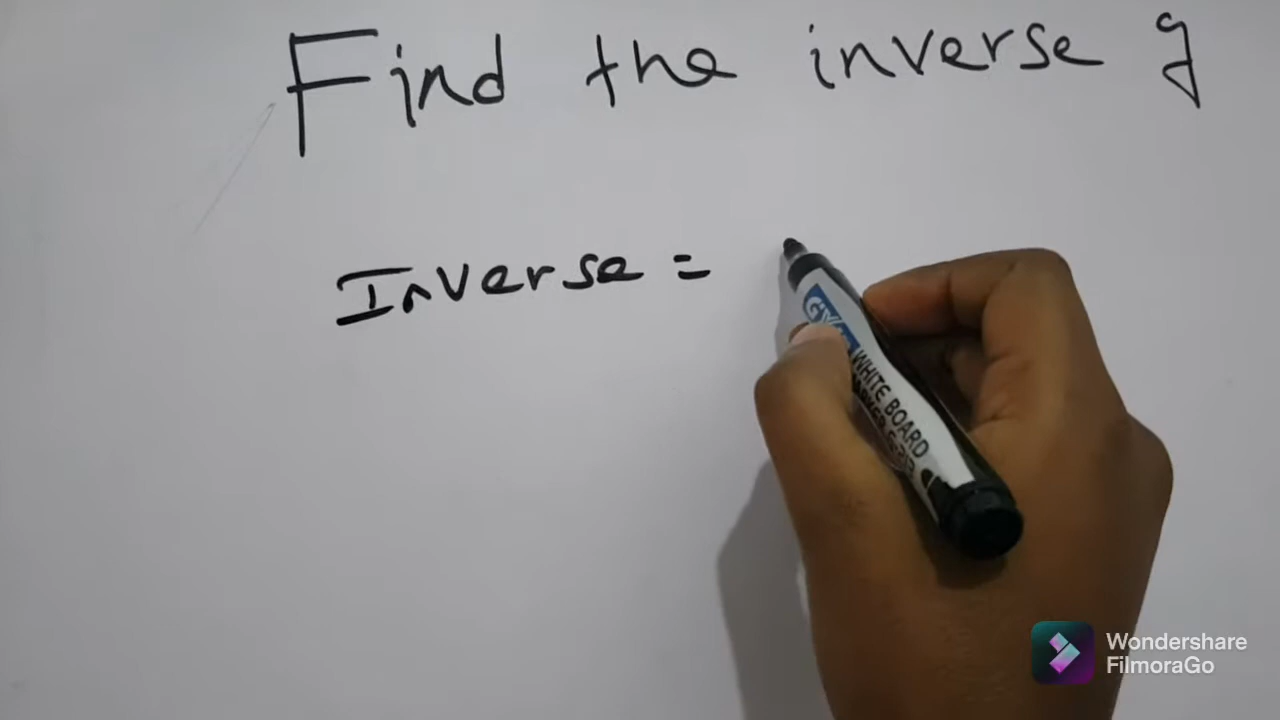 Find the inverse of
Inverse =
WHITE BOARD
Wondershare
FilmoraGo